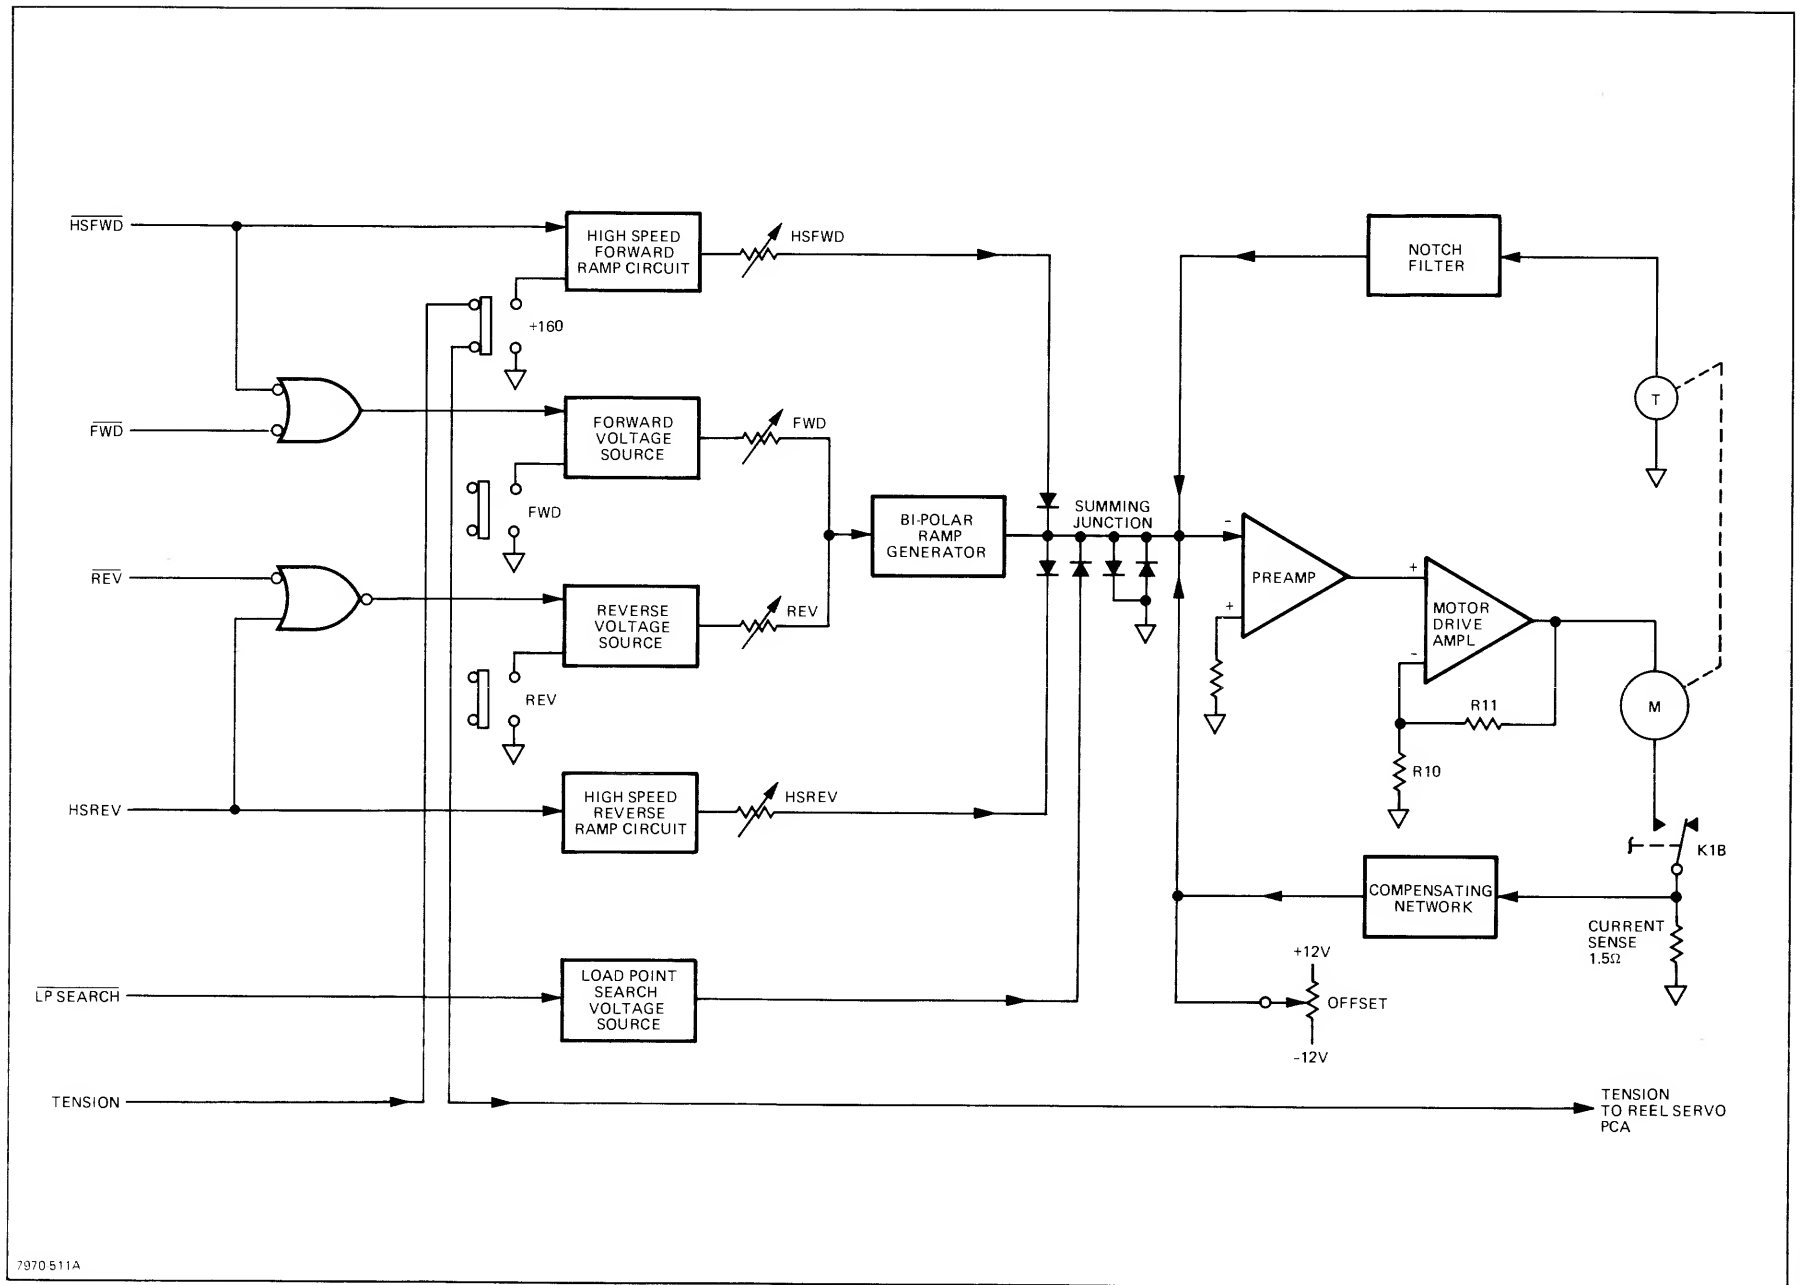 HSFWD
HIGH SPEED
FORWARD
RAMP CIRCUIT
HSFWD
NOTCH
FILTER
+160
FWD
FORWARD
VOLTAGE
SOURCE
FWD
T
FWD
BI-POLAR
RAMP
GENERATOR
SUMMING
JUNCTION
-
PREAMP
+
+
MOTOR
DRIVE
AMPL
-
REV
REVERSE
VOLTAGE
SOURCE
REV
REV
R11
M
R10
HSREV
HIGH SPEED
REVERSE
RAMP CIRCUIT
HSREV
K1B
COMPENSATING
NETWORK
CURRENT
SENSE
1.5Ω
LP SEARCH
LOAD POINT
SEARCH
VOLTAGE
SOURCE
+12V
OFFSET
-12V
TENSION
TENSION
TO REEL SERVO
PCA
7970 511A